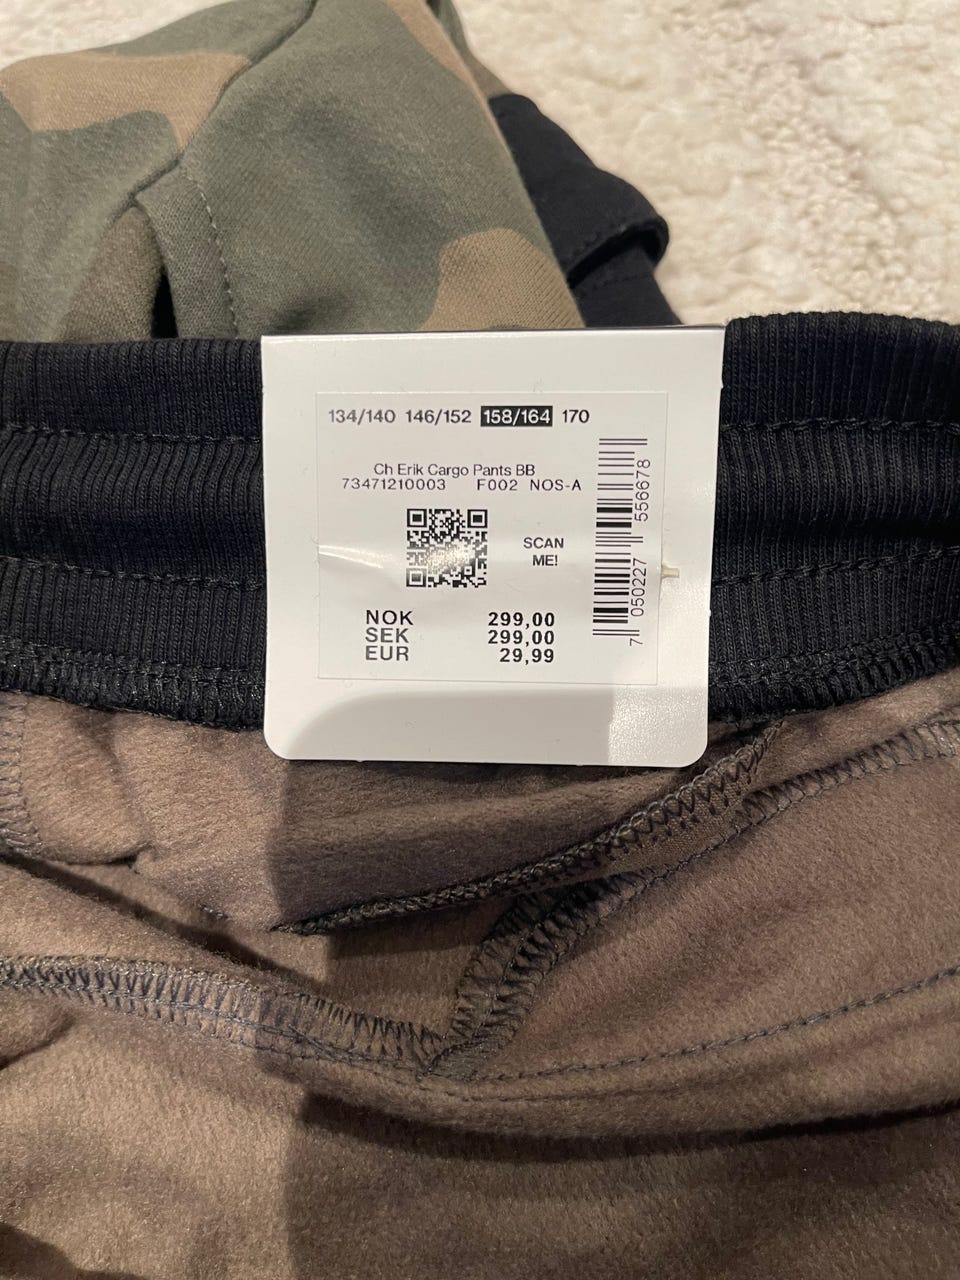 134/140 146/152 158/164 170
Ch Erik Cargo Pants BB
73471210003 F002 NOS-A
SCAN
ME!
NOK 299,00
SEK 299,00
EUR 29,99
7 050227 556678